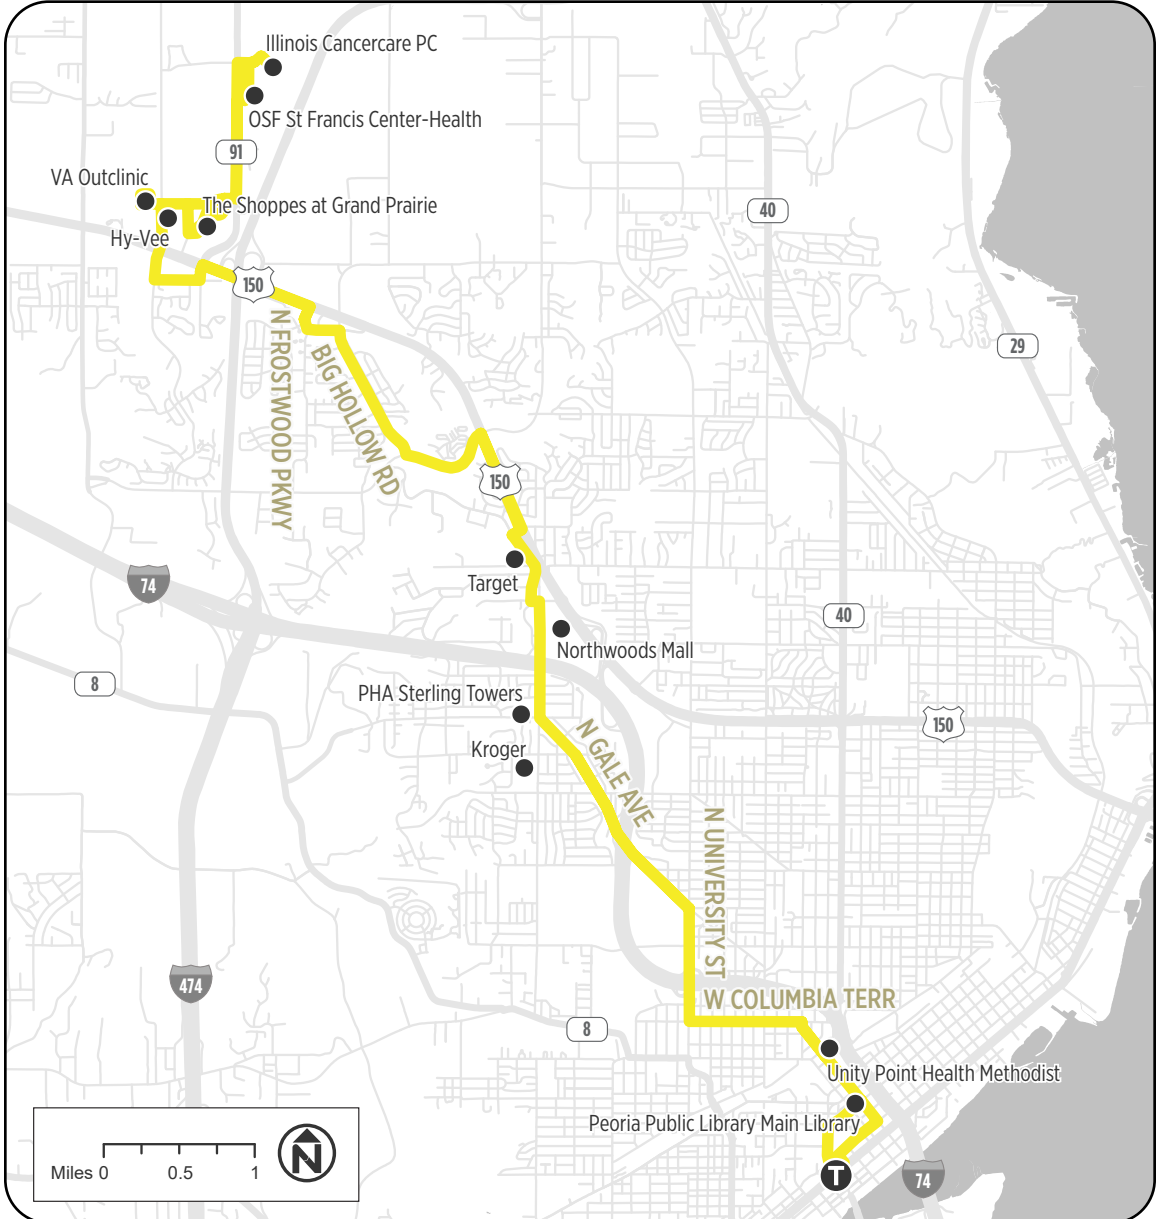 Illinois Cancercare PC
OSF St Francis Center-Health
91
VA Outclinic
The Shoppes at Grand Prairie
40
Hy-Vee
150
29
N FROSTWOOD PKWY
BIG HOLLOW RD
150
74
Target
40
Northwoods Mall
8
PHA Sterling Towers
150
N GALE AVE
Kroger
N UNIVERSITY ST
474
W COLUMBIA TERR
8
Unity Point Health Methodist
Peoria Public Library Main Library
T
74
N
Miles 0 0.5 1